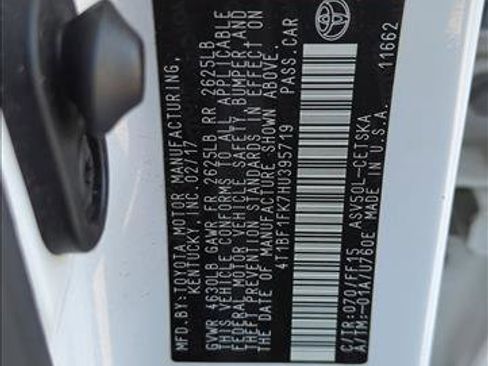 MFD BY: TOYOTA MOTOR MANUFACTURING,
KENTUCKY, INC. 02/17
GVWR 4630LB GAWR FR 2625LB RR 2625LB
THIS VEHICLE CONFORMS TO ALL APPLICABLE
FEDERAL MOTOR VEHICLE SAFETY, BUMPER, AND
THEFT PREVENTION STANDARDS IN EFFECT ON
THE DATE OF MANUFACTURE SHOWN ABOVE.
4T1BF1FK7HU395719 PASS. CAR
C/TR: 070/FF15 ASV50L-CETSKA
A/TM: -01A/U760E MADE IN U.S.A.
11662